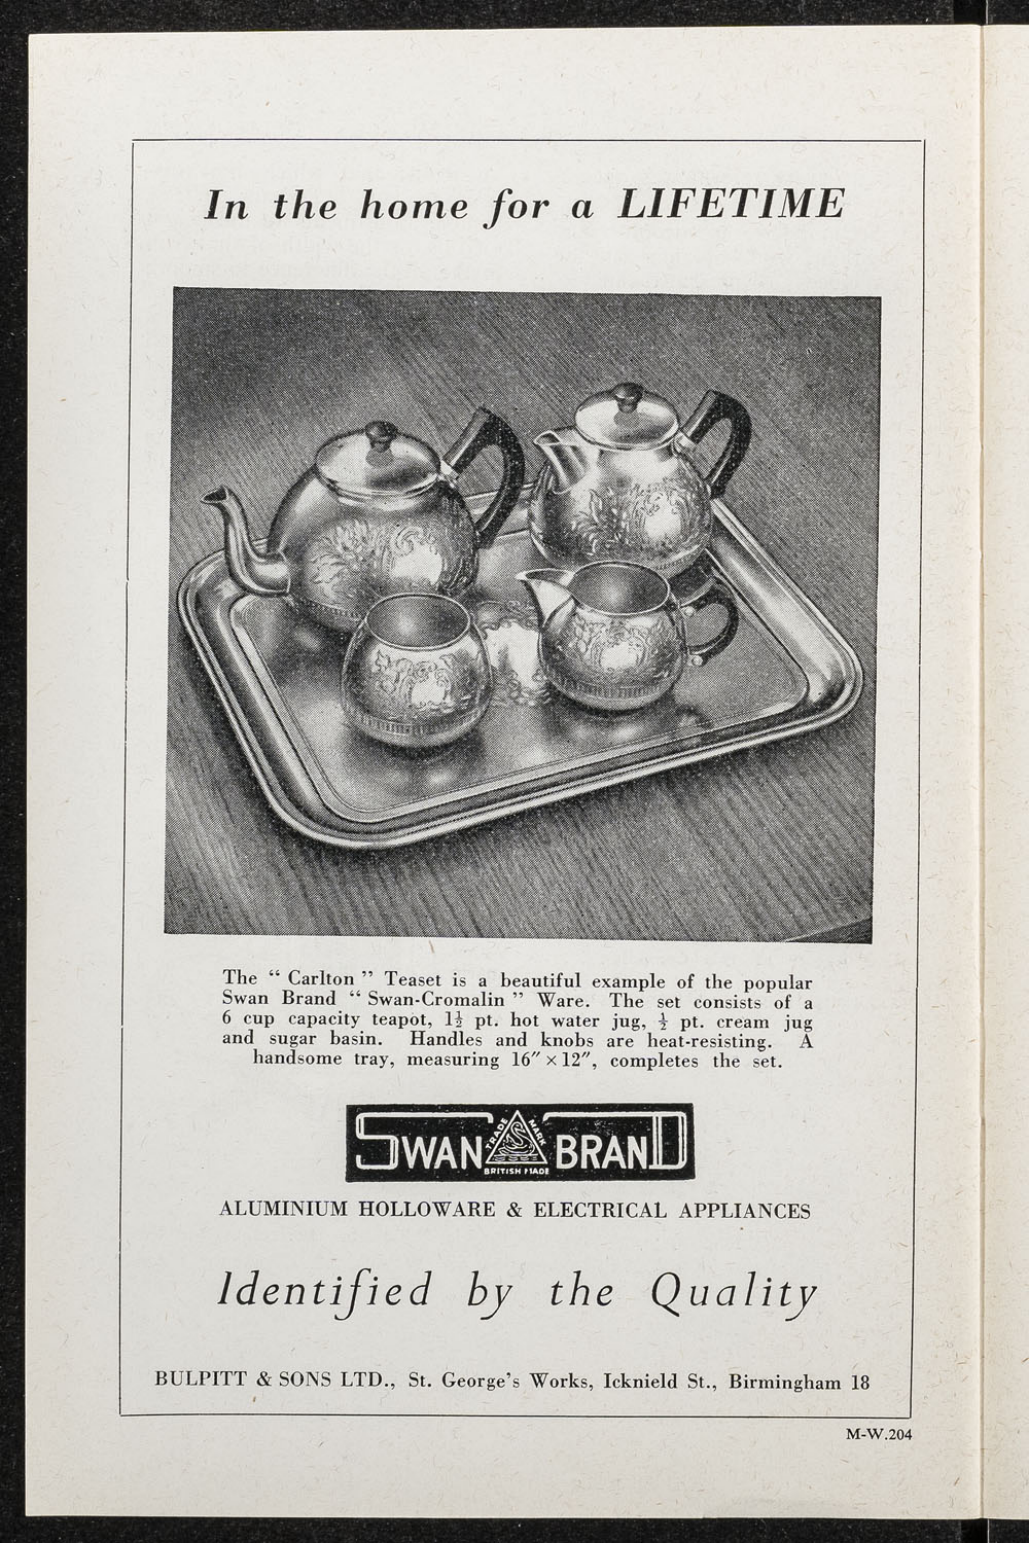 In the home for a LIFETIME
The “ Carlton ” Teaset is a beautiful example of the popular
Swan Brand “ Swan-Cromalin ” Ware. The set consists of a
6 cup capacity teapot, 1½ pt. hot water jug, ½ pt. cream jug
and sugar basin. Handles and knobs are heat-resisting. A
handsome tray, measuring 16″ × 12″, completes the set.
SWAN TRADE MARK BRAND
BRITISH MADE
ALUMINIUM HOLLOWARE & ELECTRICAL APPLIANCES
Identified by the Quality
BULPITT & SONS LTD., St. George's Works, Icknield St., Birmingham 18
M-W.204